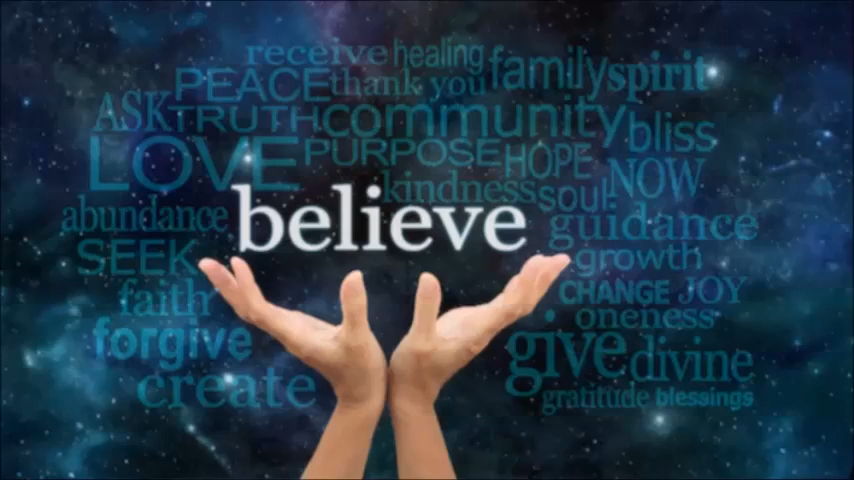 receive healing family spirit
PEACE thank you
ASK TRUTH community bliss
LOVE PURPOSE HOPE NOW
kindness soul
abundance believe guidance
SEEK growth
faith CHANGE JOY
forgive oneness
give divine
create gratitude blessings